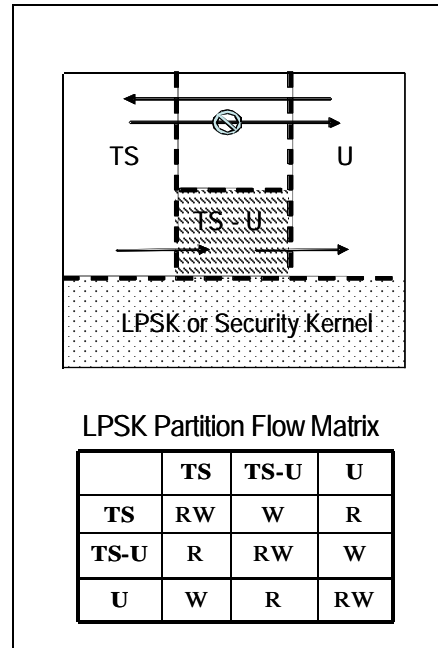 TS U
TS - U
LPSK or Security Kernel
LPSK Partition Flow Matrix
TS TS-U U
TS RW W R
TS-U R RW W
U W R RW